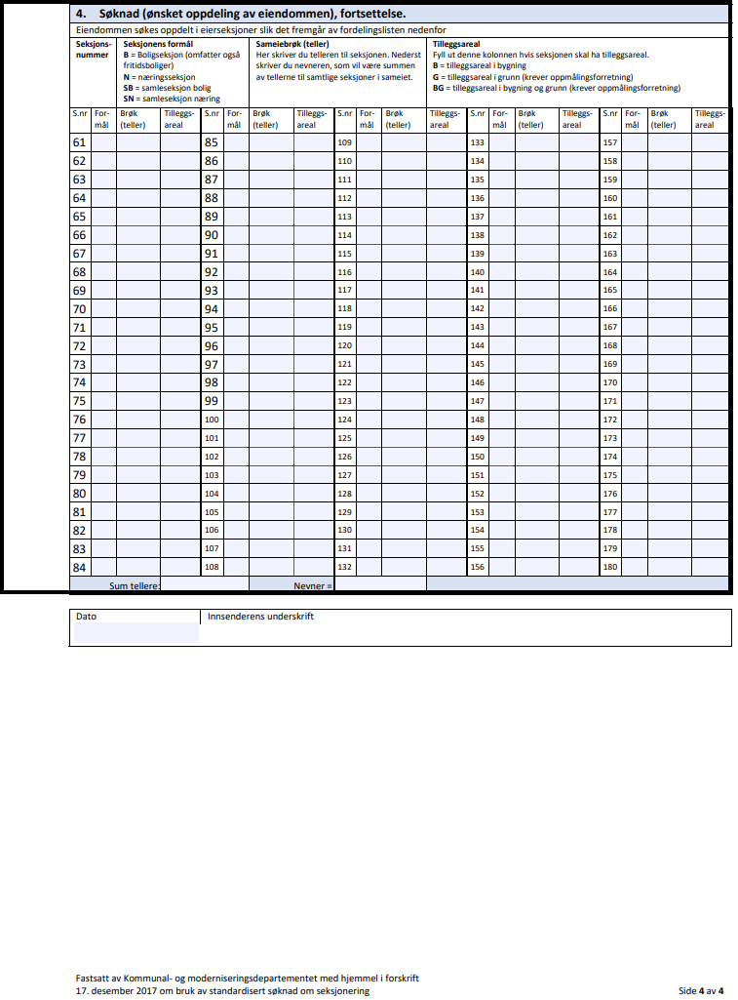 4. Søknad (ønsket oppdeling av eiendommen), fortsettelse.
Eiendommen søkes oppdelt i eierseksjoner slik det fremgår av fordelingslisten nedenfor
Seksjons-
nummer
Seksjonens formål
B = Boligseksjon (omfatter også
fritidsboliger)
N = næringsseksjon
SB = samleseksjon bolig
SN = samleseksjon næring
Sameiebrøk (teller)
Her skriver du telleren til seksjonen. Nederst
skriver du nevneren, som vil være summen
av tellerne til samtlige seksjoner i sameiet.
Tilleggsareal
Fyll ut denne kolonnen hvis seksjonen skal ha tilleggsareal.
B = tilleggsareal i bygning
G = tilleggsareal i grunn (krever oppmålingsforretning)
BG = tilleggsareal i bygning og grunn (krever oppmålingsforretning)
S.nr For- Brøk Tilleggs- S.nr For- Brøk Tilleggs- S.nr For- Brøk Tilleggs- S.nr For- Brøk Tilleggs- S.nr For- Brøk Tilleggs-
mål (teller) areal mål (teller) areal mål (teller) areal mål (teller) areal mål (teller) areal
61 85 109 133 157
62 86 110 134 158
63 87 111 135 159
64 88 112 136 160
65 89 113 137 161
66 90 114 138 162
67 91 115 139 163
68 92 116 140 164
69 93 117 141 165
70 94 118 142 166
71 95 119 143 167
72 96 120 144 168
73 97 121 145 169
74 98 122 146 170
75 99 123 147 171
76 100 124 148 172
77 101 125 149 173
78 102 126 150 174
79 103 127 151 175
80 104 128 152 176
81 105 129 153 177
82 106 130 154 178
83 107 131 155 179
84 108 132 156 180
Sum tellere: Nevner =
Dato Innsenderens underskrift
Fastsatt av Kommunal- og moderniseringsdepartementet med hjemmel i forskrift
17. desember 2017 om bruk av standardisert søknad om seksjonering Side 4 av 4